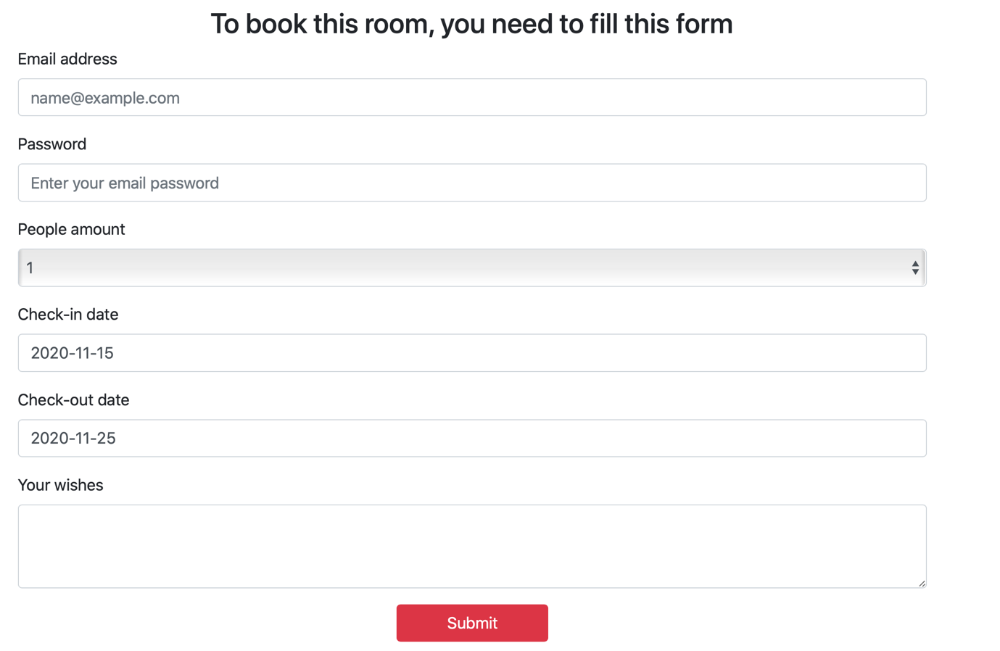 To book this room, you need to fill this form
Email address
name@example.com
Password
Enter your email password
People amount
1
Check-in date
2020-11-15
Check-out date
2020-11-25
Your wishes
Submit